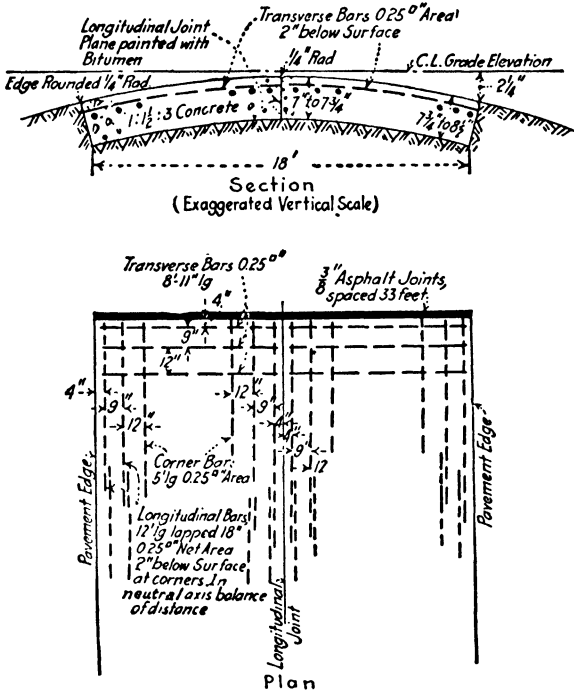 Longitudinal Joint
Plane painted with
Bitumen
Transverse Bars 0.25□" Area
2" below Surface
1/4" Rad
C.L. Grade Elevation
Edge Rounded 1/4" Rad.
2 1/4"
1:1 1/2:3 Concrete
7" to 7 3/4"
7 3/4" to 8 1/2"
18'
Section
(Exaggerated Vertical Scale)
Transverse Bars 0.25□"
8'-11" lg
3/8" Asphalt Joints,
spaced 33 feet
4"
9"
12"
4"
9"
12"
12"
9"
4"
4"
9"
12
Corner Bar
5' lg 0.25□" Area
Longitudinal Bars,
12' lg lapped 18"
0.25□" Net Area
2" below Surface
at corners. In
neutral axis balance
of distance
Pavement Edge
Longitudinal
Joint
Pavement Edge
Plan